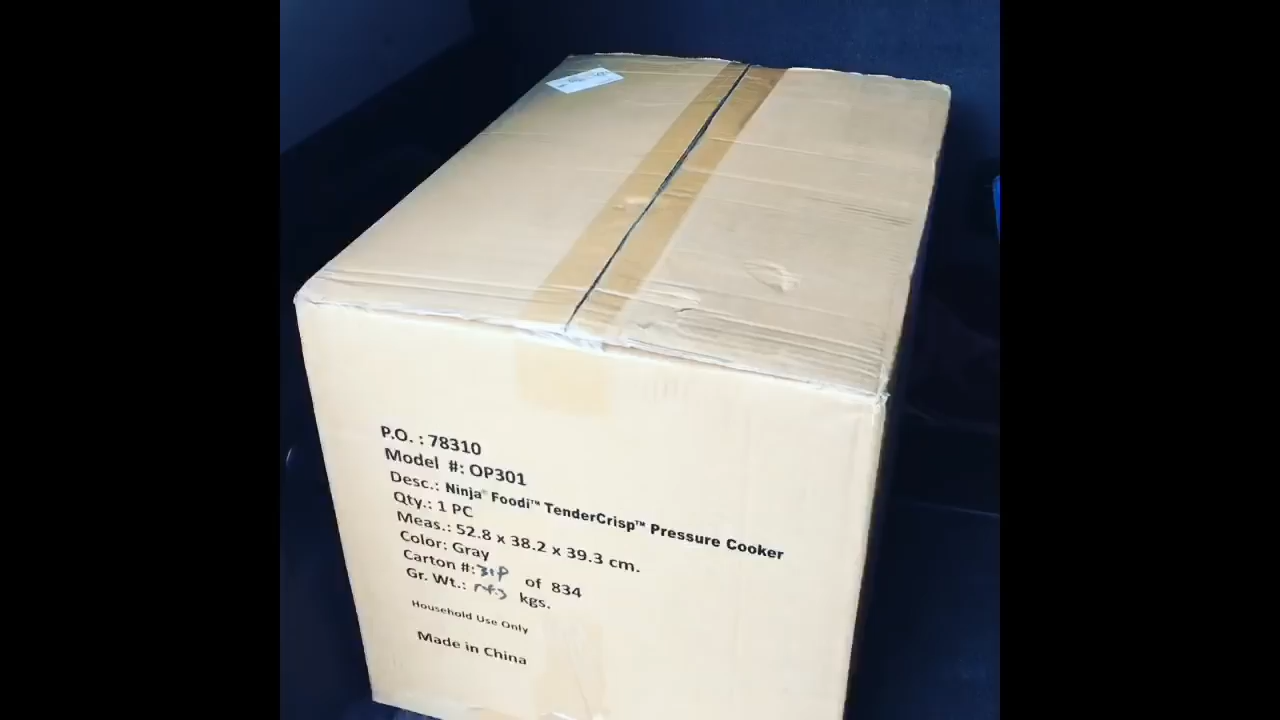 P.O. : 78310
Model #: OP301
Desc.: Ninja® Foodi™ TenderCrisp™ Pressure Cooker
Qty.: 1 PC
Meas.: 52.8 x 38.2 x 39.3 cm.
Color: Gray
Carton #: of 834
Gr. Wt.: kgs.
Household Use Only
Made in China